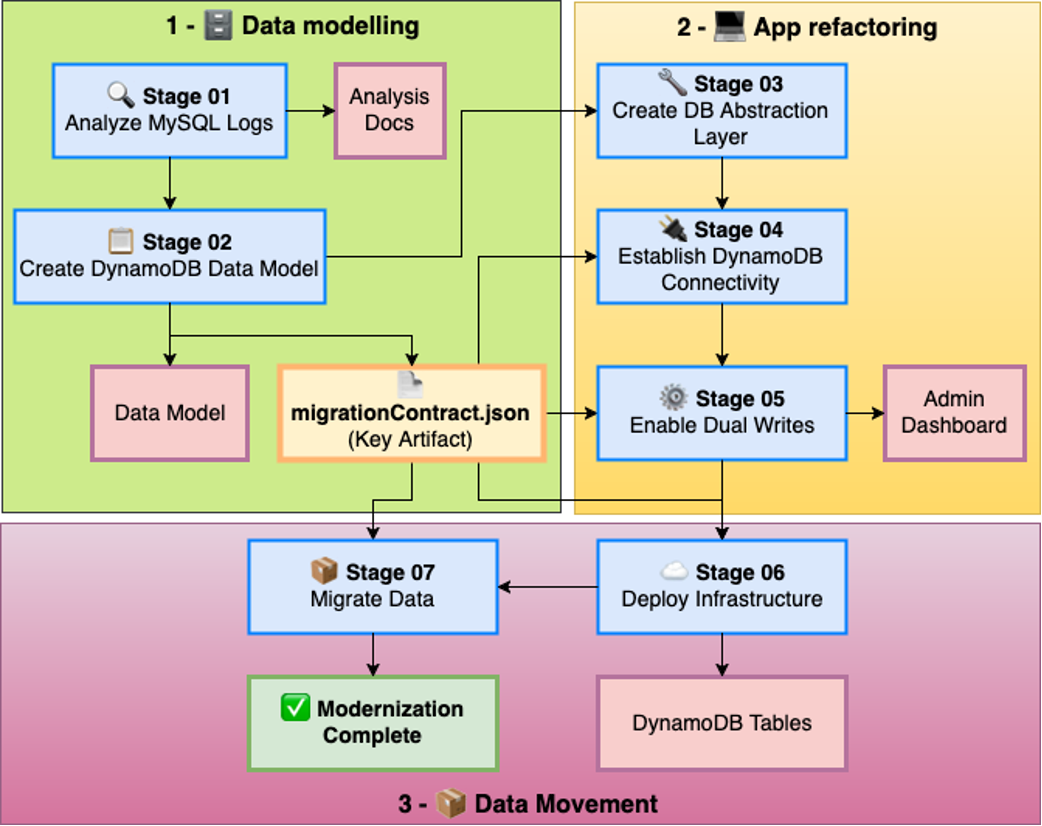 1 - 🗄️ Data modelling
🔍 Stage 01
Analyze MySQL Logs
Analysis
Docs
📋 Stage 02
Create DynamoDB Data Model
Data Model
migrationContract.json
(Key Artifact)
2 - 💻 App refactoring
🔧 Stage 03
Create DB Abstraction
Layer
🔌 Stage 04
Establish DynamoDB
Connectivity
⚙️ Stage 05
Enable Dual Writes
Admin
Dashboard
📦 Stage 07
Migrate Data
☁️ Stage 06
Deploy Infrastructure
✅ Modernization
Complete
DynamoDB Tables
3 - 📦 Data Movement